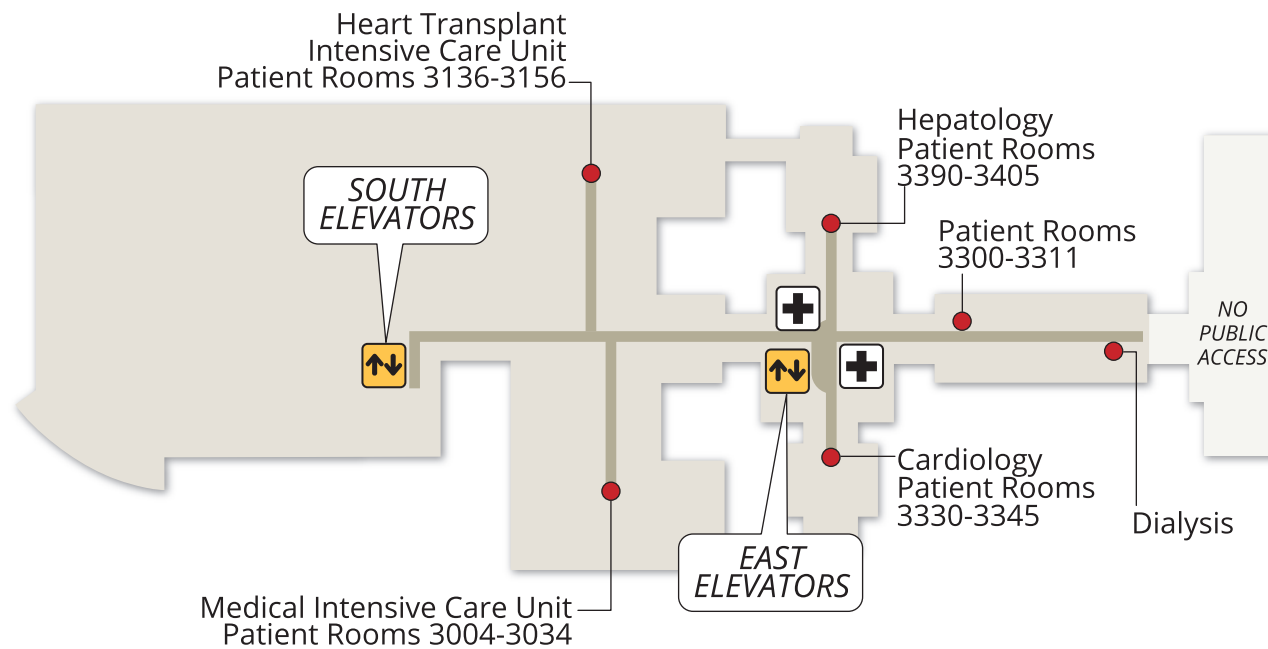 Heart Transplant
Intensive Care Unit
Patient Rooms 3136-3156
Hepatology
Patient Rooms
3390-3405
SOUTH
ELEVATORS
Patient Rooms
3300-3311
NO
PUBLIC
ACCESS
Cardiology
Patient Rooms
3330-3345
Dialysis
EAST
ELEVATORS
Medical Intensive Care Unit
Patient Rooms 3004-3034